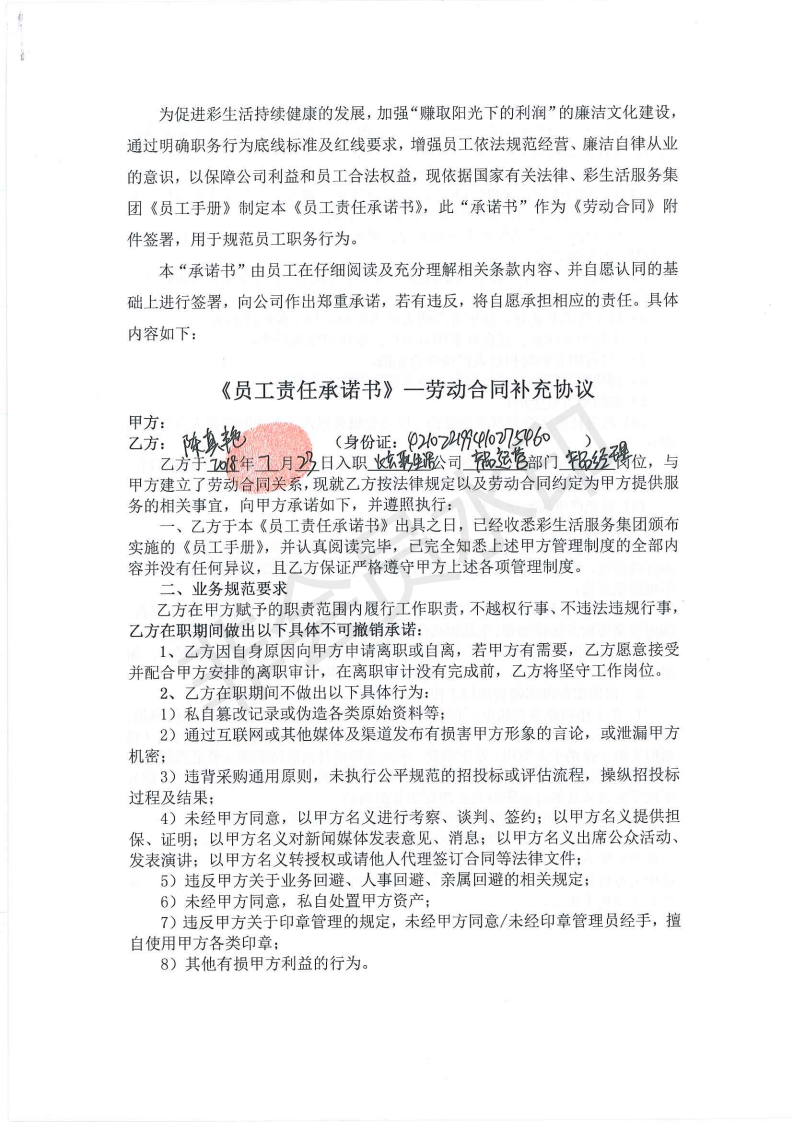 为促进彩生活持续健康的发展，加强“赚取阳光下的利润”的廉洁文化建设，
通过明确职务行为底线标准及红线要求，增强员工依法规范经营、廉洁自律从业
的意识，以保障公司利益和员工合法权益，现依据国家有关法律、彩生活服务集
团《员工手册》制定本《员工责任承诺书》，此“承诺书”作为《劳动合同》附
件签署，用于规范员工职务行为。
本“承诺书”由员工在仔细阅读及充分理解相关条款内容、并自愿认同的基
础上进行签署，向公司作出郑重承诺，若有违反，将自愿承担相应的责任。具体
内容如下：
《员工责任承诺书》—劳动合同补充协议
甲方：
乙方：陈真艳（身份证：421022199410275460）
乙方于2018年7月23日入职 彩生活公司 产品运营部门 产品经理岗位，与
甲方建立了劳动合同关系，现就乙方按法律规定以及劳动合同约定为甲方提供服
务的相关事宜，向甲方承诺如下，并遵照执行：
一、乙方于本《员工责任承诺书》出具之日，已经收悉彩生活服务集团颁布
实施的《员工手册》，并认真阅读完毕，已完全知悉上述甲方管理制度的全部内
容并没有任何异议，且乙方保证严格遵守甲方上述各项管理制度。
二、业务规范要求
乙方在甲方赋予的职责范围内履行工作职责，不越权行事、不违法违规行事，
乙方在职期间做出以下具体不可撤销承诺：
1、乙方因自身原因向甲方申请离职或自离，若甲方有需要，乙方愿意接受
并配合甲方安排的离职审计，在离职审计没有完成前，乙方将坚守工作岗位。
2、乙方在职期间不做出以下具体行为：
1）私自篡改记录或伪造各类原始资料等；
2）通过互联网或其他媒体及渠道发布有损害甲方形象的言论，或泄漏甲方
机密；
3）违背采购通用原则，未执行公平规范的招投标或评估流程，操纵招投标
过程及结果；
4）未经甲方同意，以甲方名义进行考察、谈判、签约；以甲方名义提供担
保、证明；以甲方名义对新闻媒体发表意见、消息；以甲方名义出席公众活动、
发表演讲；以甲方名义转授权或请他人代理签订合同等法律文件；
5）违反甲方关于业务回避、人事回避、亲属回避的相关规定；
6）未经甲方同意，私自处置甲方资产；
7）违反甲方关于印章管理的规定，未经甲方同意/未经印章管理员经手，擅
自使用甲方各类印章；
8）其他有损甲方利益的行为。
非会员水印